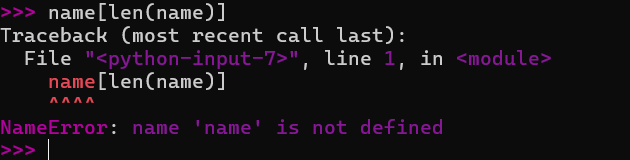 >>> name[len(name)]
Traceback (most recent call last):
  File "<python-input-7>", line 1, in <module>
    name[len(name)]
    ^^^^
NameError: name 'name' is not defined
>>>